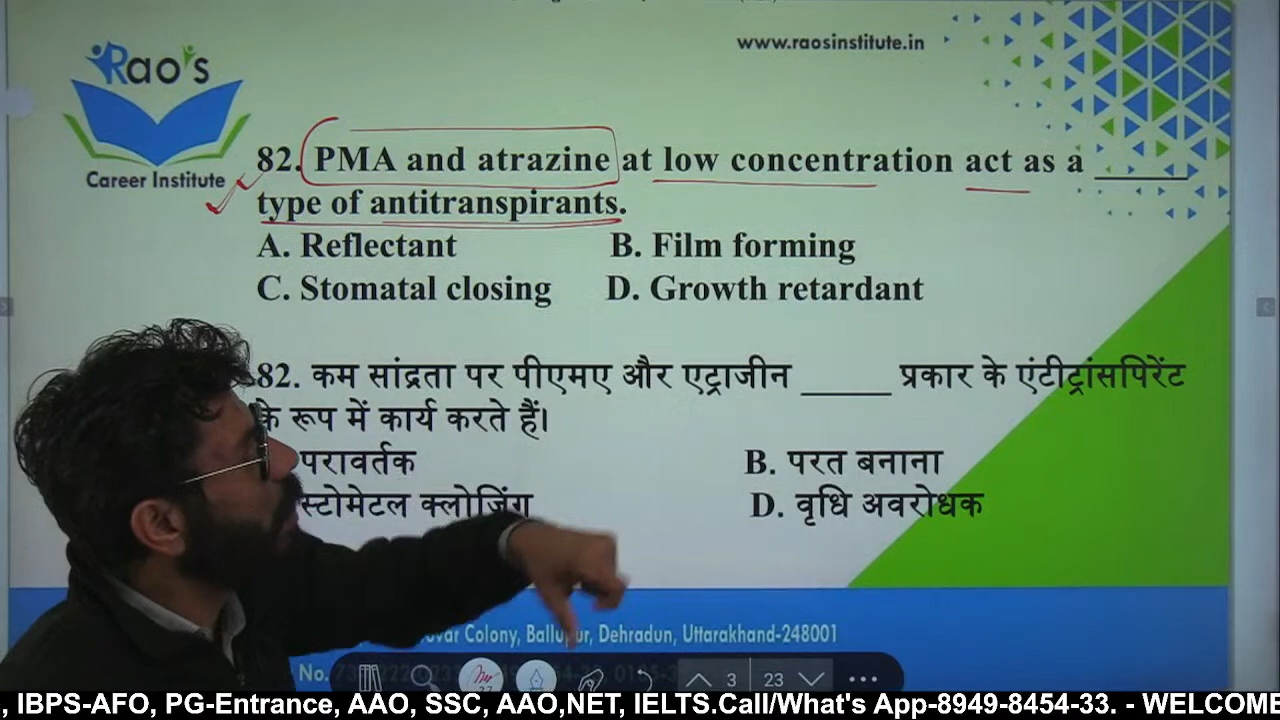 www.raosinstitute.in
Rao's
Career Institute
82. PMA and atrazine at low concentration act as a ______
type of antitranspirants.
A. Reflectant B. Film forming
C. Stomatal closing D. Growth retardant
82. कम सांद्रता पर पीएमए और एट्राजीन ______ प्रकार के एंटीट्रांसपिरेंट
के रूप में कार्य करते हैं।
परावर्तक B. परत बनाना
स्टोमेटल क्लोजिंग D. वृधि अवरोधक
Colony, Ballupur, Dehradun, Uttarakhand-248001
No.
3 23
, IBPS-AFO, PG-Entrance, AAO, SSC, AAO,NET, IELTS.Call/What's App-8949-8454-33. - WELCOME